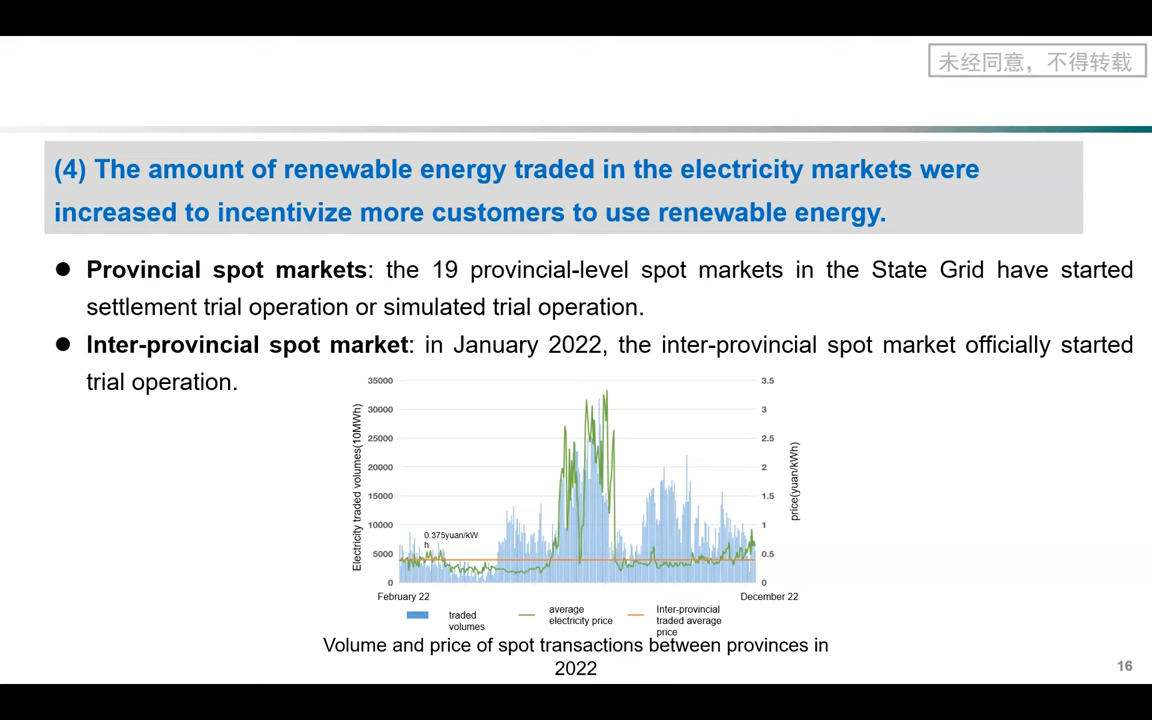 未经同意，不得转载
(4) The amount of renewable energy traded in the electricity markets were
increased to incentivize more customers to use renewable energy.
● Provincial spot markets: the 19 provincial-level spot markets in the State Grid have started
settlement trial operation or simulated trial operation.
● Inter-provincial spot market: in January 2022, the inter-provincial spot market officially started
trial operation.
Electricity traded volumes(10MWh)
35000
30000
25000
20000
15000
10000
5000
0
0.375yuan/kW
h
3.5
3
2.5
2
1.5
1
0.5
0
price(yuan/kWh)
February 22
December 22
traded
volumes
average
electricity price
Inter-provincial
traded average
price
Volume and price of spot transactions between provinces in
2022
16